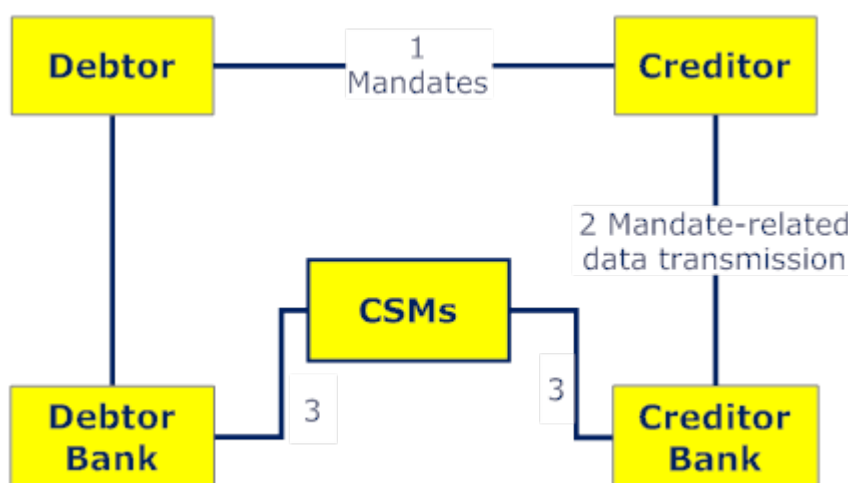 Debtor
1
Mandates
Creditor
2 Mandate-related
data transmission
CSMs
3
3
Debtor
Bank
Creditor
Bank